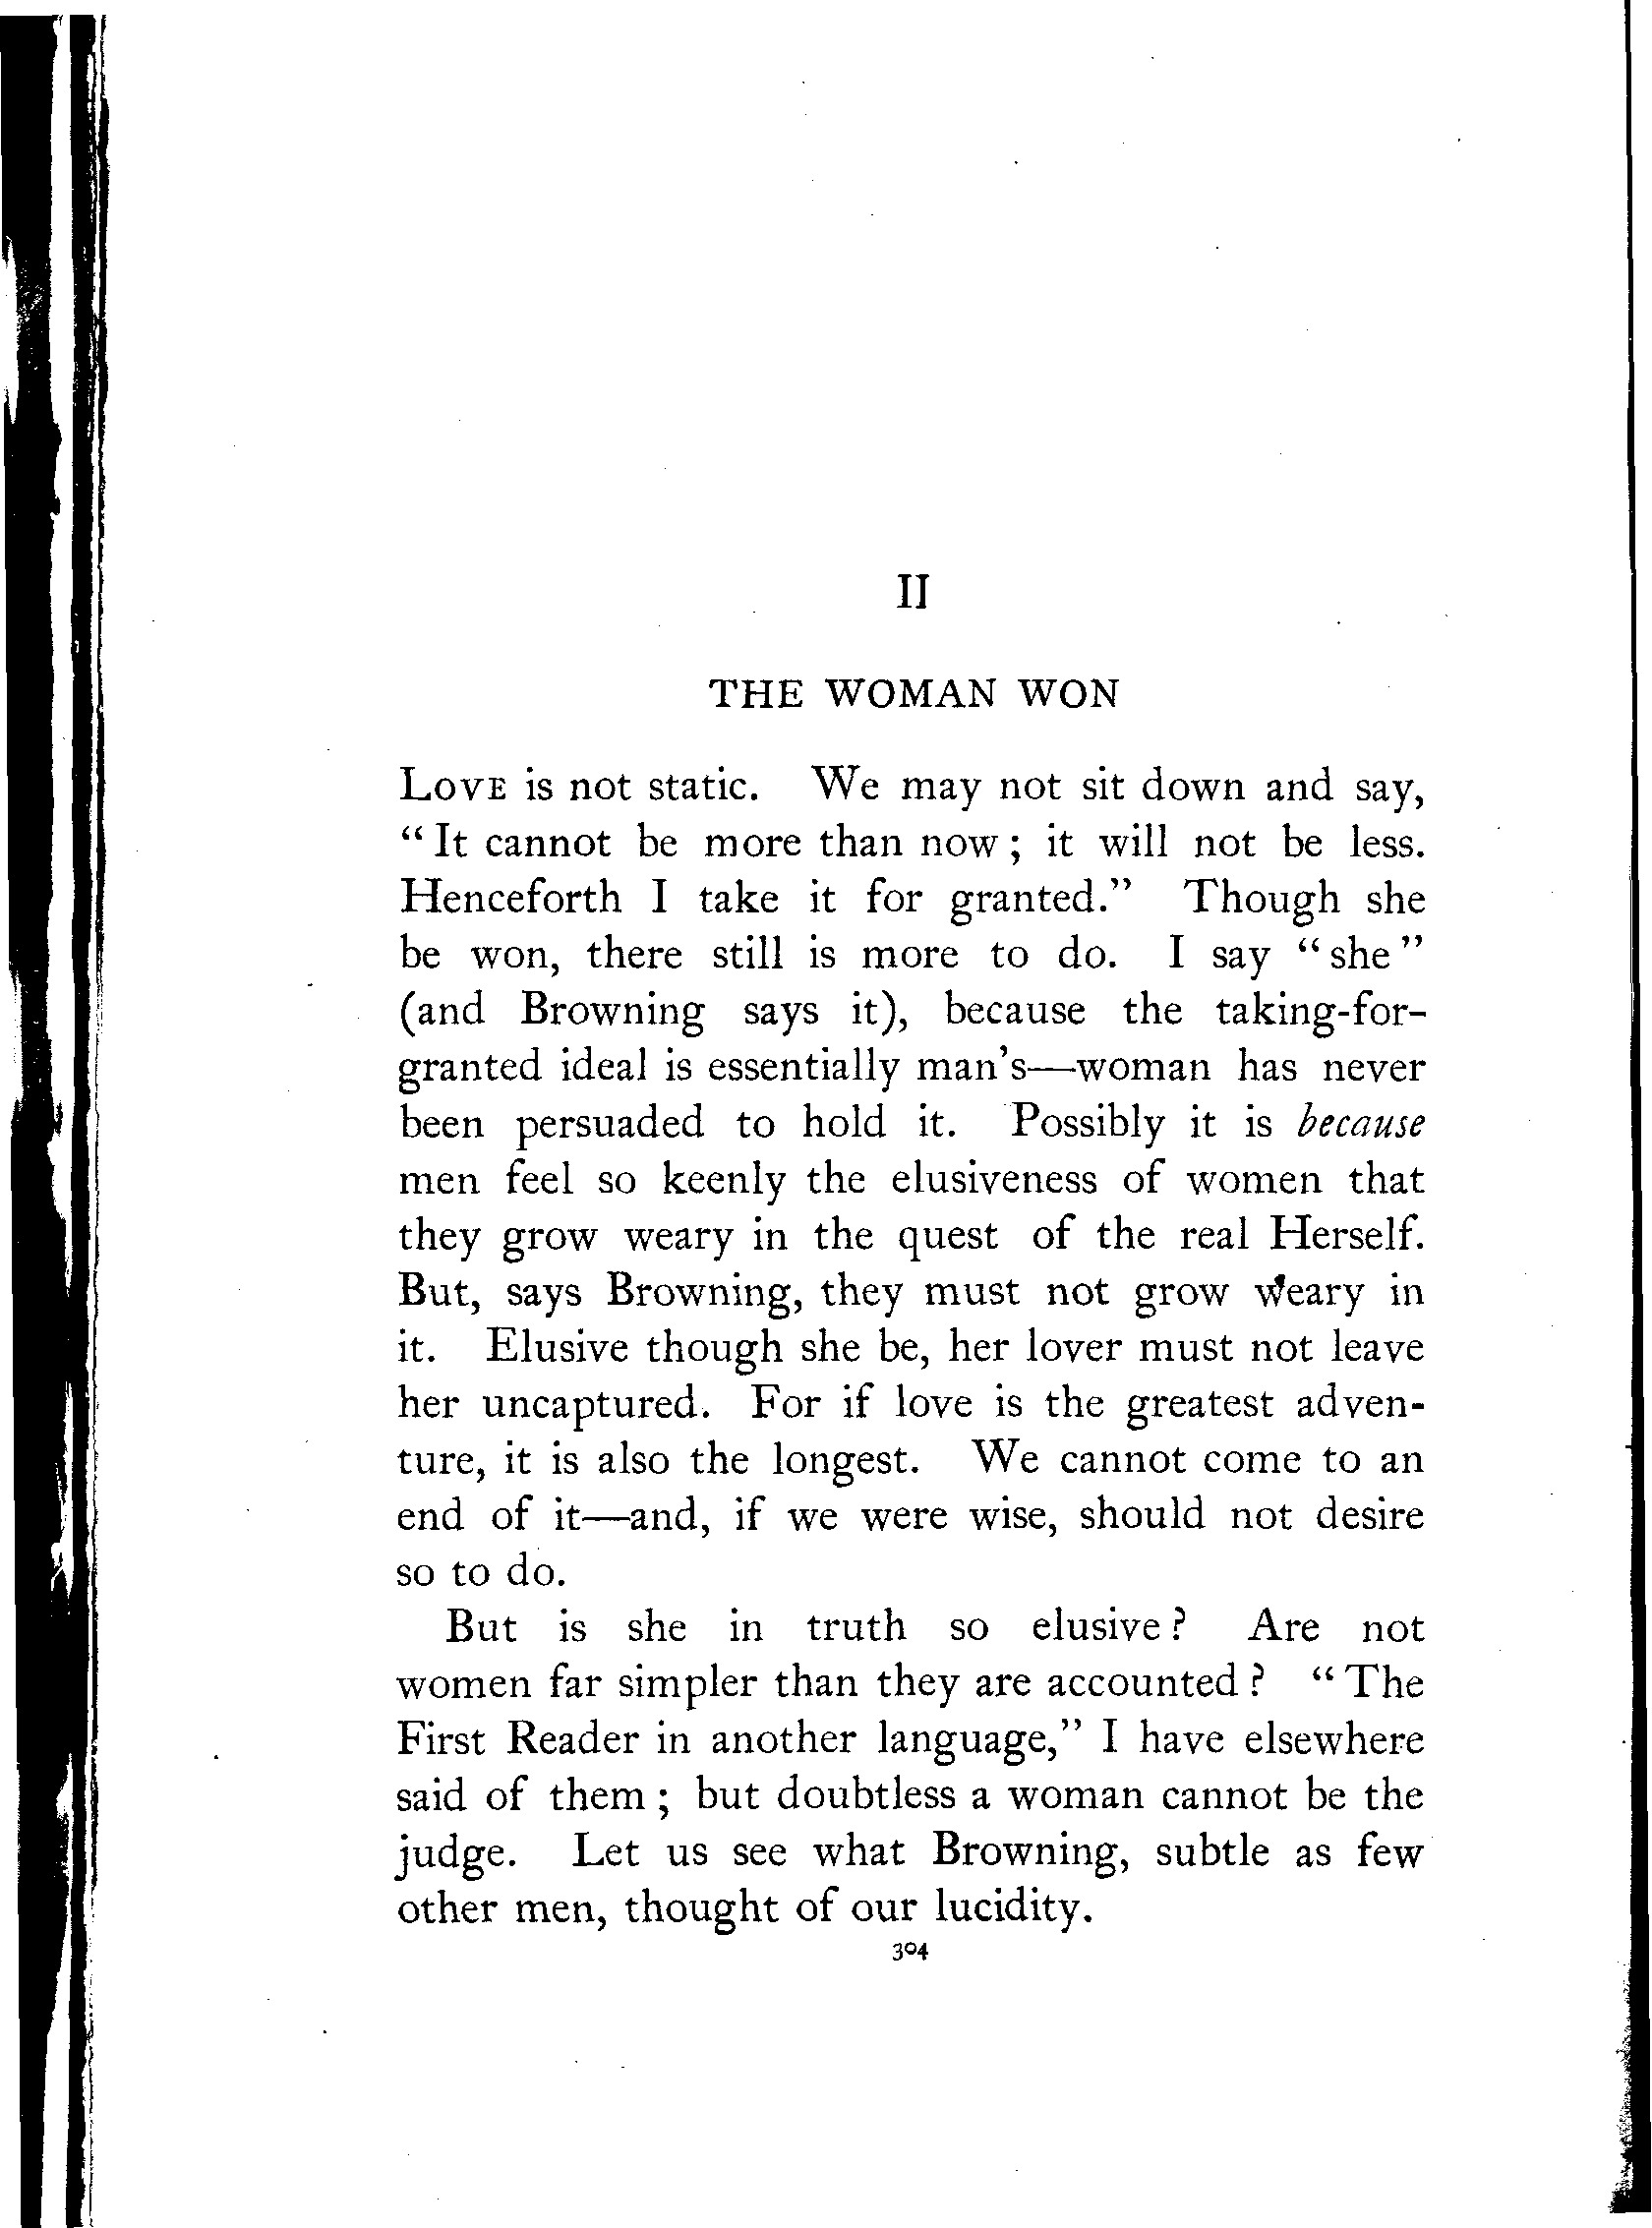 II
THE WOMAN WON
LOVE is not static. We may not sit down and say,
“It cannot be more than now; it will not be less.
Henceforth I take it for granted.” Though she
be won, there still is more to do. I say “she”
(and Browning says it), because the taking-for-
granted ideal is essentially man's—woman has never
been persuaded to hold it. Possibly it is because
men feel so keenly the elusiveness of women that
they grow weary in the quest of the real Herself.
But, says Browning, they must not grow weary in
it. Elusive though she be, her lover must not leave
her uncaptured. For if love is the greatest adven-
ture, it is also the longest. We cannot come to an
end of it—and, if we were wise, should not desire
so to do.
But is she in truth so elusive? Are not
women far simpler than they are accounted? “The
First Reader in another language,” I have elsewhere
said of them; but doubtless a woman cannot be the
judge. Let us see what Browning, subtle as few
other men, thought of our lucidity.
304